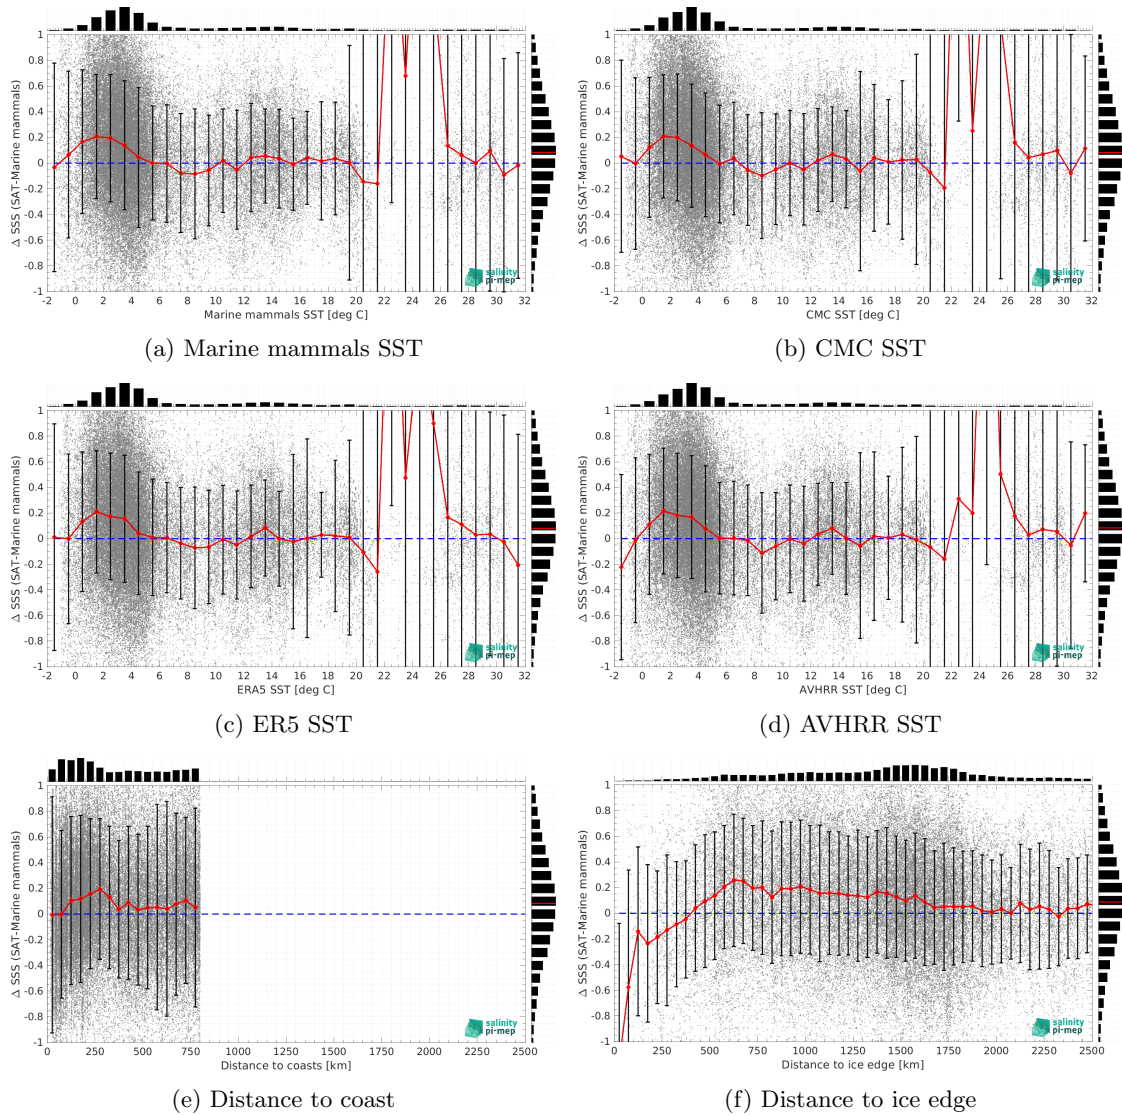 1
0.8
0.6
0.4
0.2
0
-0.2
-0.4
-0.6
-0.8
-1
Δ SSS (SAT-Marine mammals)
-2 0 2 4 6 8 10 12 14 16 18 20 22 24 26 28 30 32
Marine mammals SST [deg C]
salinity
pi-mep
(a) Marine mammals SST
1
0.8
0.6
0.4
0.2
0
-0.2
-0.4
-0.6
-0.8
-1
Δ SSS (SAT-Marine mammals)
-2 0 2 4 6 8 10 12 14 16 18 20 22 24 26 28 30 32
CMC SST [deg C]
salinity
pi-mep
(b) CMC SST
1
0.8
0.6
0.4
0.2
0
-0.2
-0.4
-0.6
-0.8
-1
Δ SSS (SAT-Marine mammals)
-2 0 2 4 6 8 10 12 14 16 18 20 22 24 26 28 30 32
ERA5 SST [deg C]
salinity
pi-mep
(c) ER5 SST
1
0.8
0.6
0.4
0.2
0
-0.2
-0.4
-0.6
-0.8
-1
Δ SSS (SAT-Marine mammals)
-2 0 2 4 6 8 10 12 14 16 18 20 22 24 26 28 30 32
AVHRR SST [deg C]
salinity
pi-mep
(d) AVHRR SST
1
0.8
0.6
0.4
0.2
0
-0.2
-0.4
-0.6
-0.8
-1
Δ SSS (SAT-Marine mammals)
0 250 500 750 1000 1250 1500 1750 2000 2250 2500
Distance to coasts [km]
salinity
pi-mep
(e) Distance to coast
1
0.8
0.6
0.4
0.2
0
-0.2
-0.4
-0.6
-0.8
-1
Δ SSS (SAT-Marine mammals)
0 250 500 750 1000 1250 1500 1750 2000 2250 2500
Distance to ice edge [km]
salinity
pi-mep
(f) Distance to ice edge